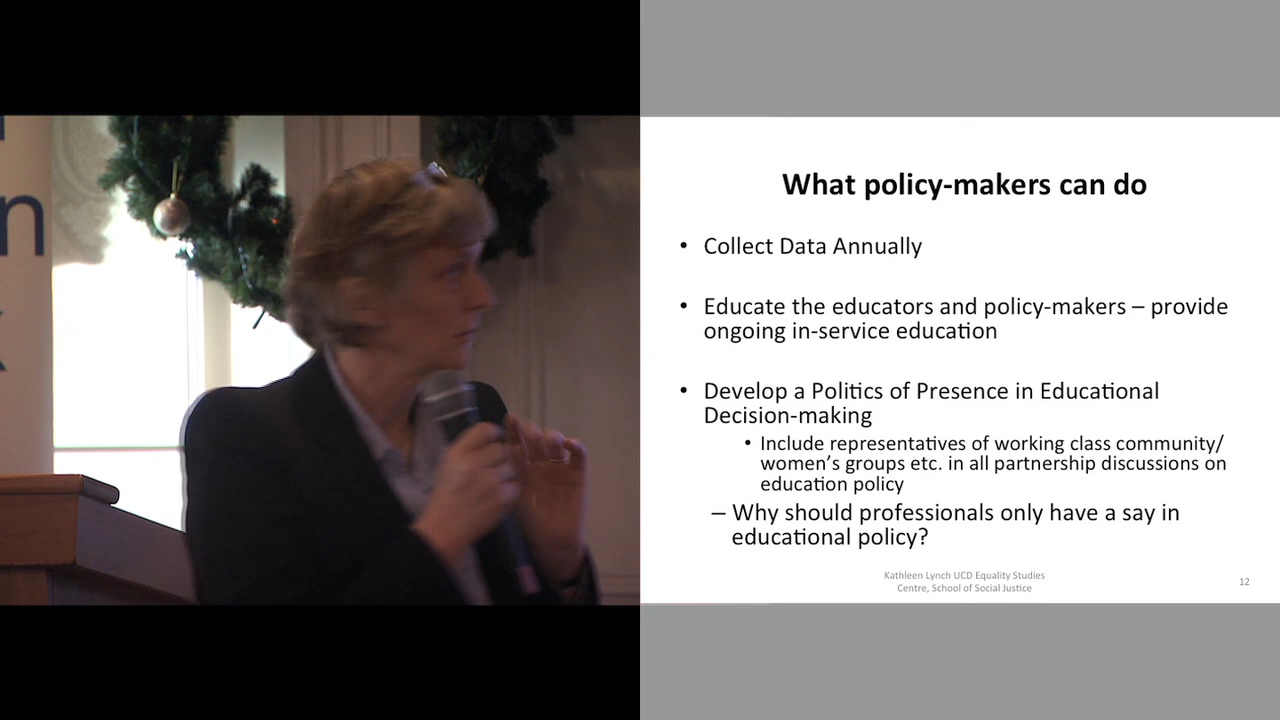 n
What policy-makers can do
• Collect Data Annually
• Educate the educators and policy-makers – provide
ongoing in-service education
• Develop a Politics of Presence in Educational
Decision-making
• Include representatives of working class community/
women's groups etc. in all partnership discussions on
education policy
– Why should professionals only have a say in
educational policy?
Kathleen Lynch UCD Equality Studies
Centre, School of Social Justice
12